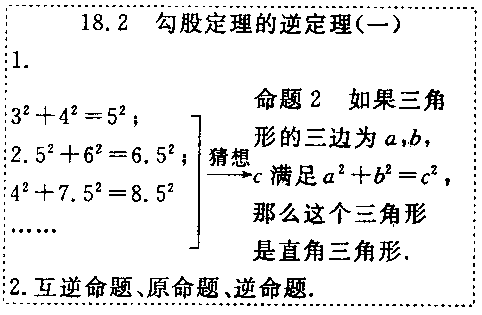 18.2 勾股定理的逆定理(一)
1.
3²+4²=5²;
2.5²+6²=6.5²;
4²+7.5²=8.5²
……
猜想
命题2 如果三角
形的三边为a,b,
c满足a²+b²=c²,
那么这个三角形
是直角三角形.
2.互逆命题、原命题、逆命题.